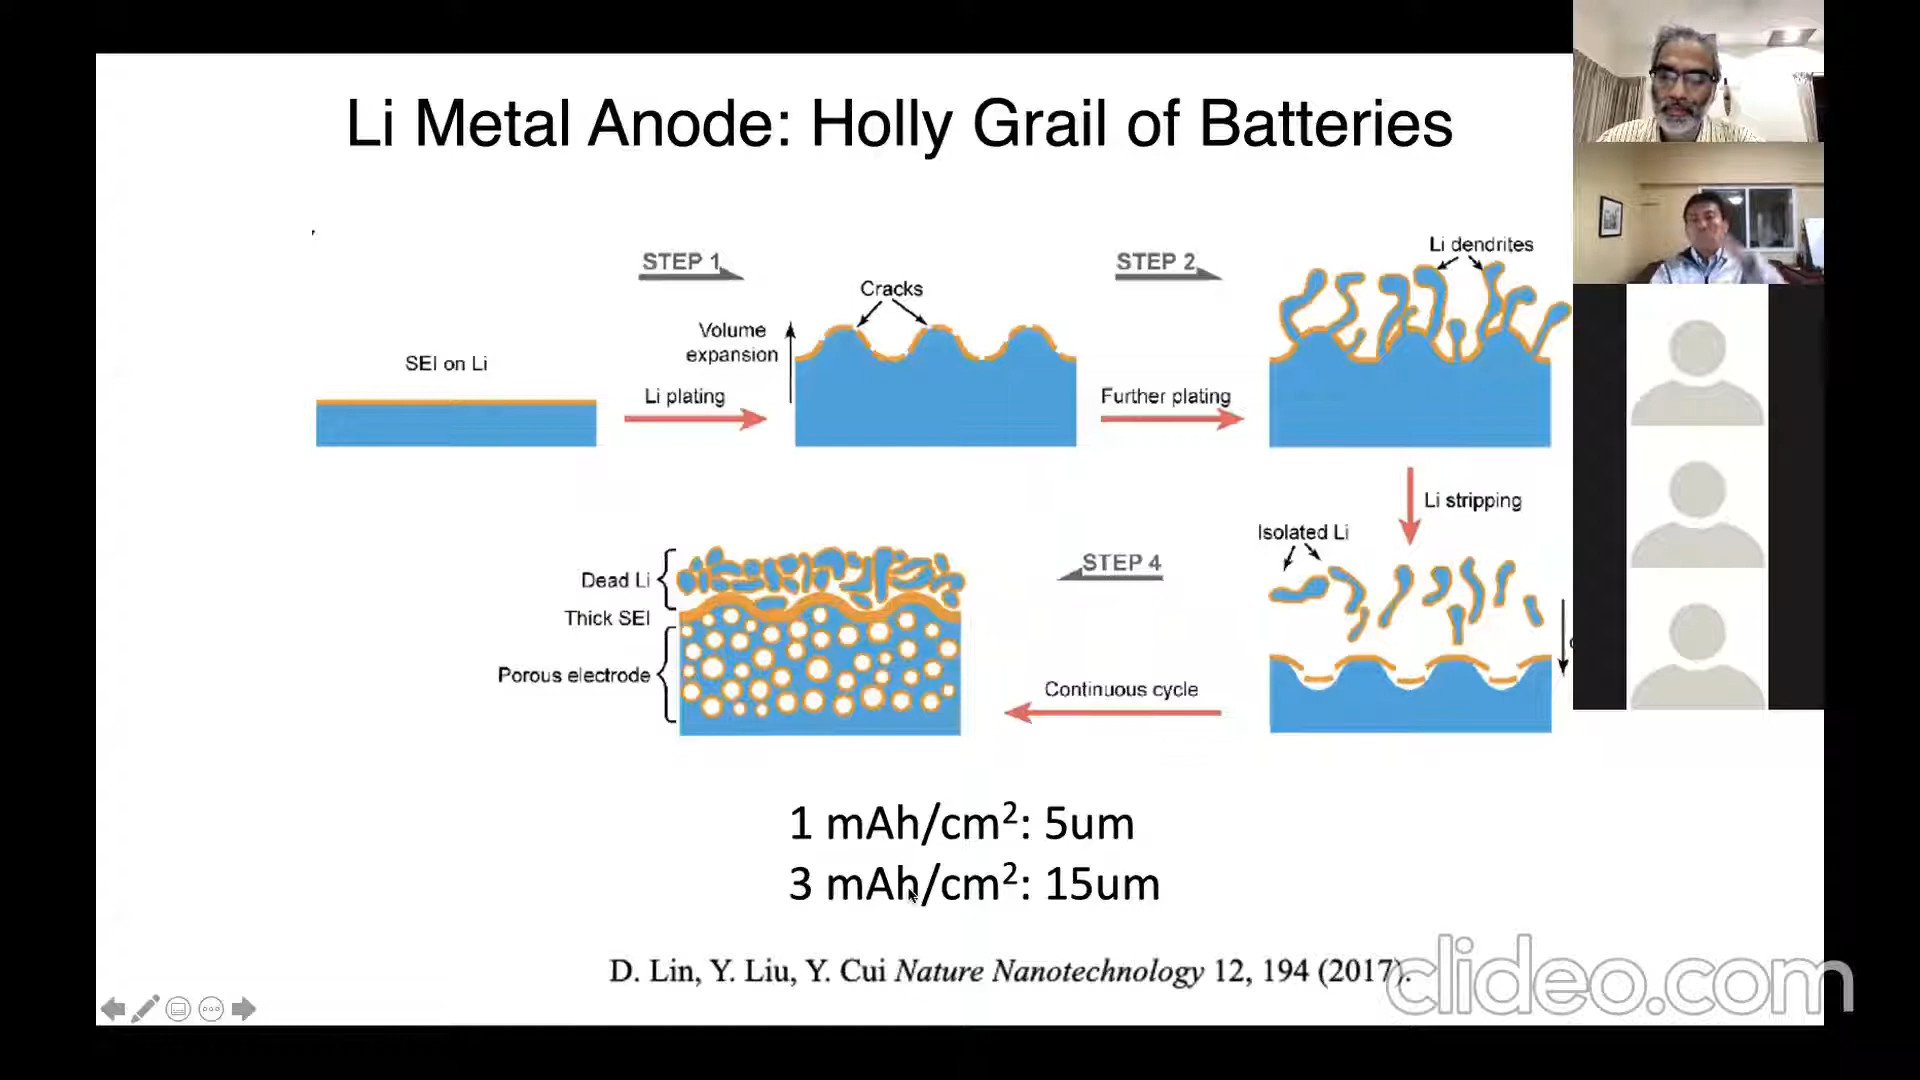 Li Metal Anode: Holly Grail of Batteries
STEP 1
STEP 2
Li dendrites
Cracks
Volume
expansion
SEI on Li
Li plating
Further plating
Li stripping
Isolated Li
STEP 4
Dead Li
Thick SEI
Porous electrode
Continuous cycle
1 mAh/cm²: 5um
3 mAh/cm²: 15um
D. Lin, Y. Liu, Y. Cui Nature Nanotechnology 12, 194 (2017).
clideo.com